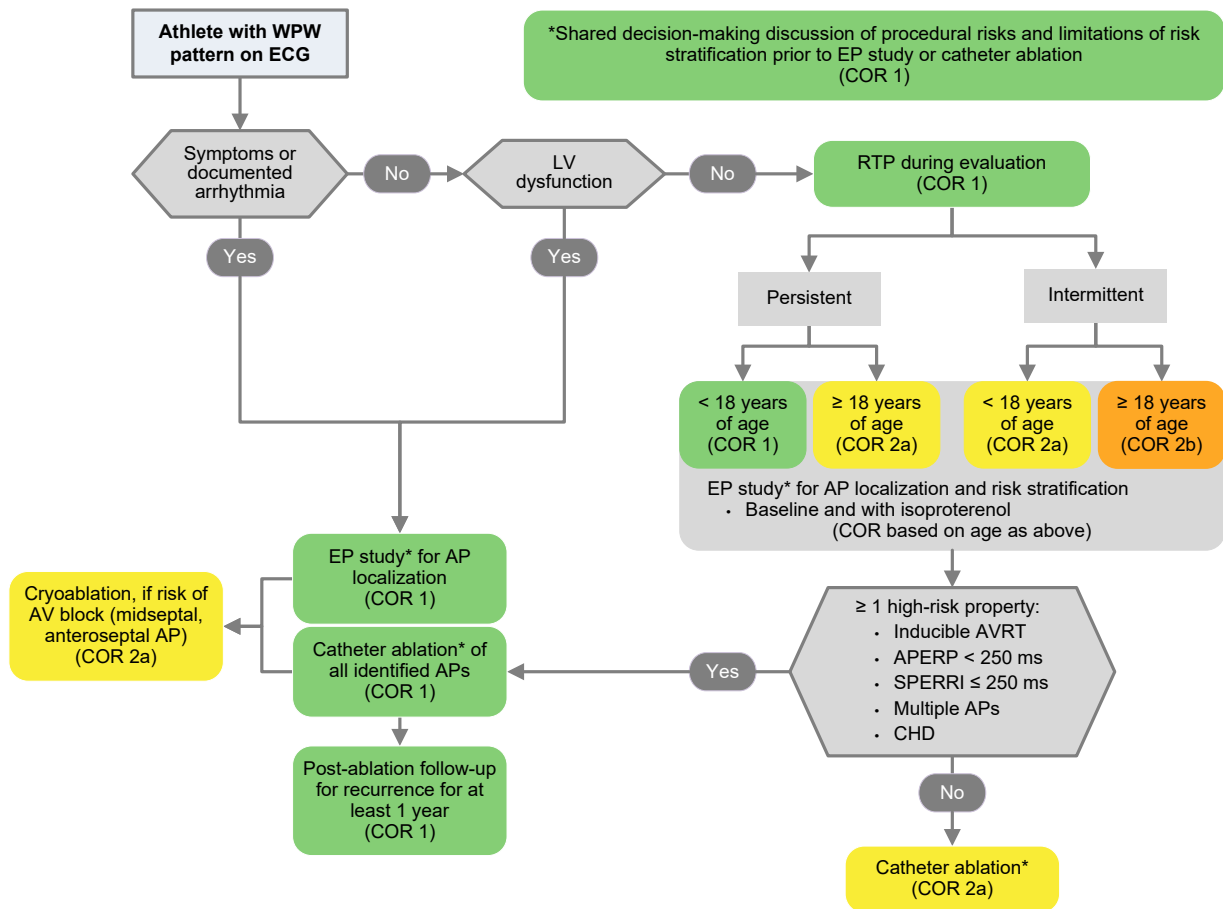 Athlete with WPW
pattern on ECG
*Shared decision-making discussion of procedural risks and limitations of risk
stratification prior to EP study or catheter ablation
(COR 1)
Symptoms or
documented
arrhythmia
No
LV
dysfunction
No
RTP during evaluation
(COR 1)
Yes
Yes
Persistent
Intermittent
< 18 years
of age
(COR 1)
≥ 18 years
of age
(COR 2a)
< 18 years
of age
(COR 2a)
≥ 18 years
of age
(COR 2b)
EP study* for AP localization and risk stratification
• Baseline and with isoproterenol
(COR based on age as above)
EP study* for AP
localization
(COR 1)
Cryoablation, if risk of
AV block (midseptal,
anteroseptal AP)
(COR 2a)
Catheter ablation* of
all identified APs
(COR 1)
Yes
≥ 1 high-risk property:
• Inducible AVRT
• APERP < 250 ms
• SPERRI ≤ 250 ms
• Multiple APs
• CHD
Post-ablation follow-up
for recurrence for at
least 1 year
(COR 1)
No
Catheter ablation*
(COR 2a)